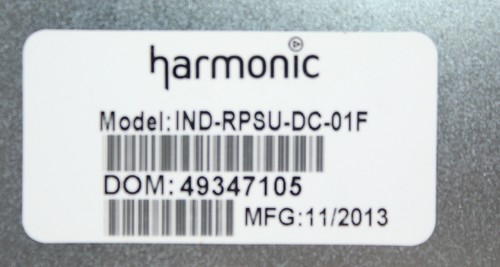 harmonic
Model:IND-RPSU-DC-01F
DOM: 49347105
MFG:11/2013